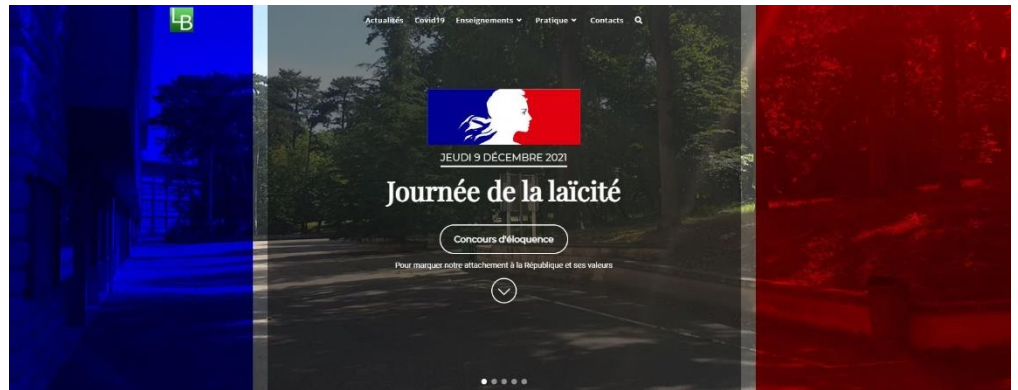 LB
Actualités Covid19 Enseignements Pratique Contacts
JEUDI 9 DÉCEMBRE 2021
Journée de la laïcité
Concours d'éloquence
Pour marquer notre attachement à la République et ses valeurs